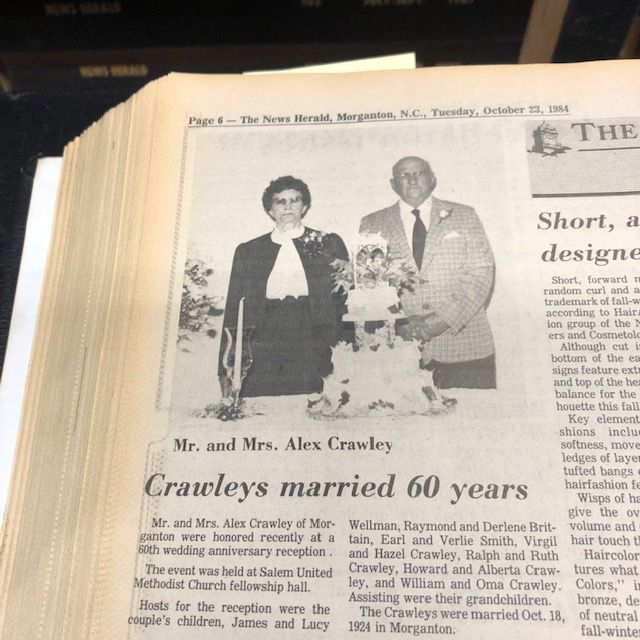 NEWS HERALD
NEWS HERALD
Page 6 — The News Herald, Morganton, N.C., Tuesday, October 23, 1984
Mr. and Mrs. Alex Crawley
Crawleys married 60 years
Mr. and Mrs. Alex Crawley of Mor-
ganton were honored recently at a
60th wedding anniversary reception .
The event was held at Salem United
Methodist Church fellowship hall.
Hosts for the reception were the
couple's children, James and Lucy
Wellman, Raymond and Derlene Brit-
tain, Earl and Verlie Smith, Virgil
and Hazel Crawley, Ralph and Ruth
Crawley, Howard and Alberta Craw-
ley, and William and Oma Crawley.
Assisting were their grandchildren.
The Crawleys were married Oct. 18,
1924 in Morganton.
THE
Short, a
designe
Short, forward
random curl and a
trademark of fall-w
according to Hair
ion group of the N
ers and Cosmetolo
Although cut i
bottom of the ea
signs feature extr
and top of the hea
balance for the
houette this fall
Key element
shions inclu
softness, move
ledges of layer
tufted bangs
hairfashion fe
Wisps of ha
give the ov
volume and
hair touch th
Haircolor
tures what
Colors," i
bronze, de
of neutral
fall-winte